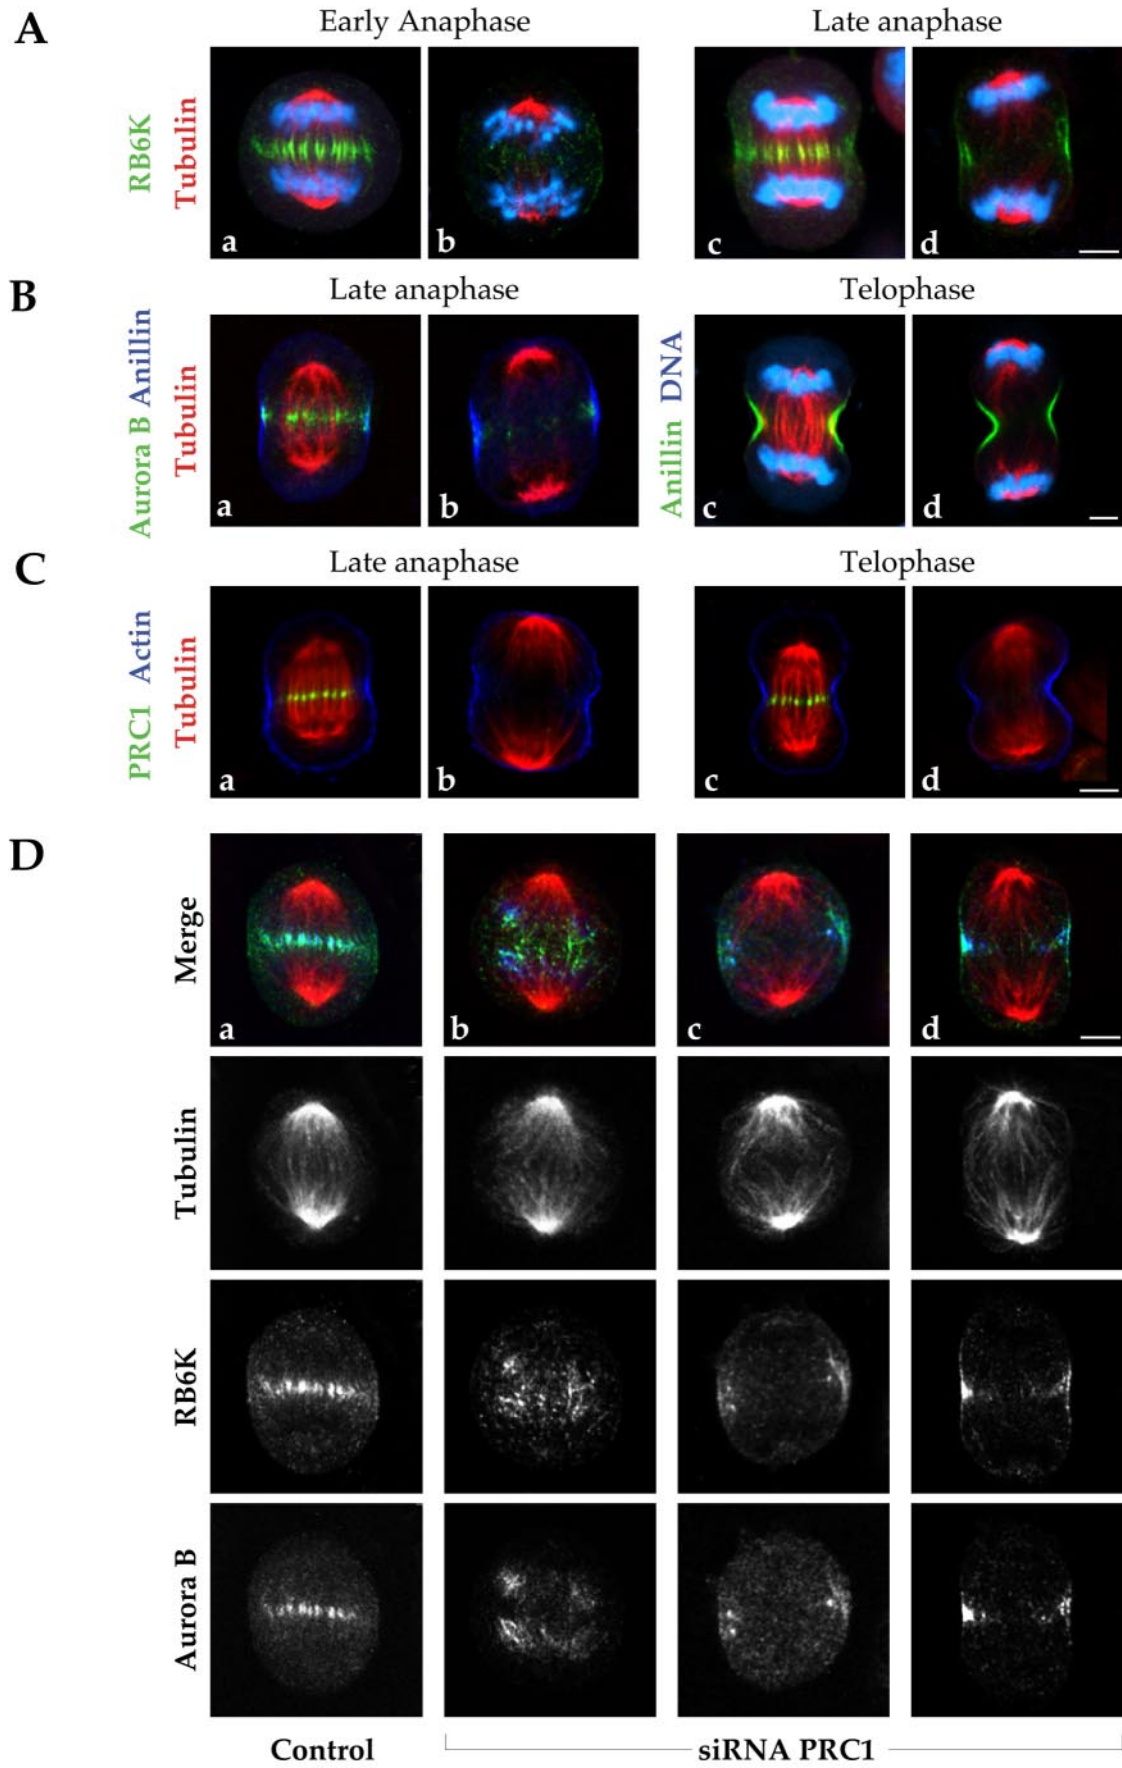 A
Early Anaphase
Late anaphase
RB6K
Tubulin
a
b
c
d
B
Late anaphase
Telophase
Aurora B Anillin
Tubulin
Anillin DNA
a
b
c
d
C
Late anaphase
Telophase
PRC1 Actin
Tubulin
a
b
c
d
D
Merge
a
b
c
d
Tubulin
RB6K
Aurora B
Control
siRNA PRC1